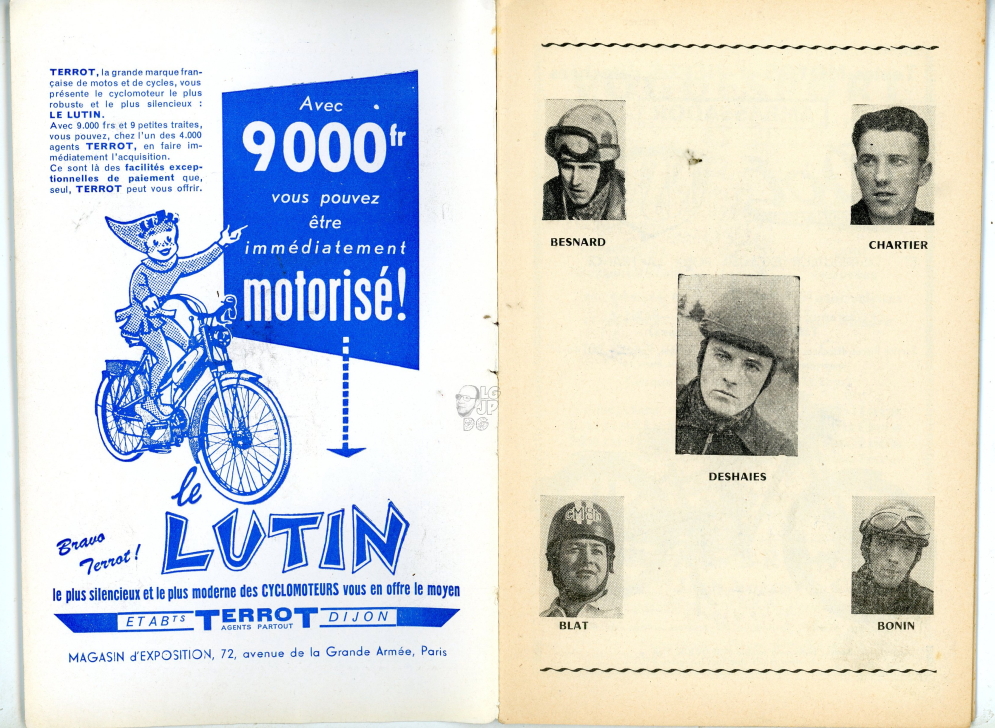 TERROT, la grande marque fran-
çaise de motos et de cycles, vous
présente le cyclomoteur le plus
robuste et le plus silencieux :
LE LUTIN.
Avec 9.000 frs et 9 petites traites,
vous pouvez, chez l'un des 4.000
agents TERROT, en faire im-
médiatement l'acquisition.
Ce sont là des facilités excep-
tionnelles de paiement que,
seul, TERROT peut vous offrir.
Avec
9000 fr
vous pouvez
être
immédiatement
motorisé!
le
LUTIN
Bravo
Terrot!
le plus silencieux et le plus moderne des CYCLOMOTEURS vous en offre le moyen
ETABTS TERROT DIJON
AGENTS PARTOUT
MAGASIN d'EXPOSITION, 72, avenue de la Grande Armée, Paris
LG
JP
BG
BESNARD
CHARTIER
DESHAIES
BLAT
BONIN